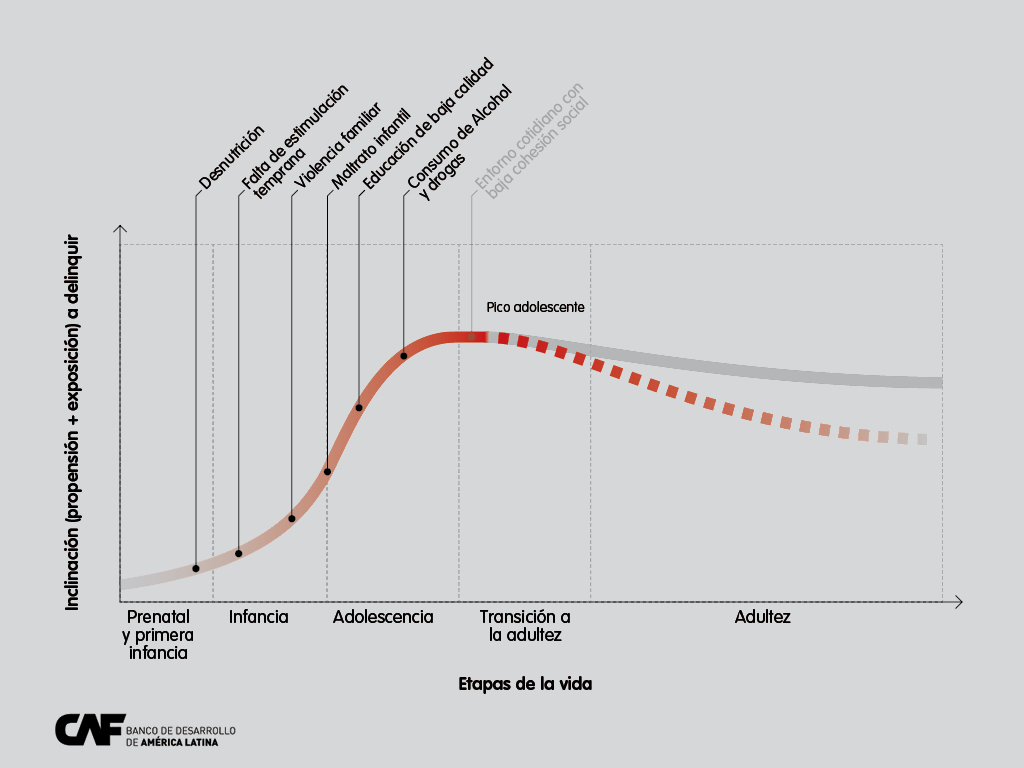 Desnutrición
Falta de estimulación
temprana
Violencia familiar
Maltrato infantil
Educación de baja calidad
Consumo de Alcohol
y drogas
Entorno cotidiano con
baja cohesión social
Inclinación (propensión + exposición) a delinquir
Pico adolescente
Prenatal
y primera
infancia
Infancia
Adolescencia
Transición a
la adultez
Adultez
Etapas de la vida
CAF
BANCO DE DESARROLLO
DE AMÉRICA LATINA